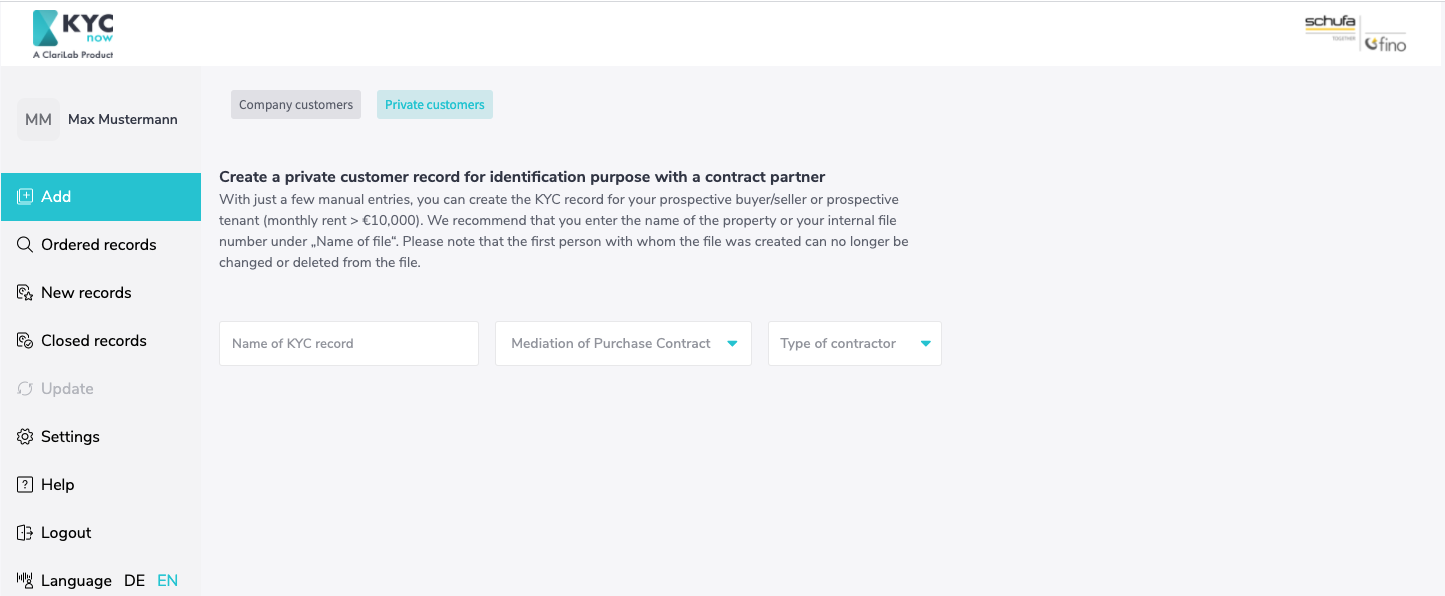 KYC
now
A ClariLab Product
schufa
TOGETHER
fino
MM Max Mustermann
Add
Ordered records
New records
Closed records
Update
Settings
Help
Logout
Language DE EN
Company customers Private customers
Create a private customer record for identification purpose with a contract partner
With just a few manual entries, you can create the KYC record for your prospective buyer/seller or prospective
tenant (monthly rent > €10,000). We recommend that you enter the name of the property or your internal file
number under „Name of file“. Please note that the first person with whom the file was created can no longer be
changed or deleted from the file.
Name of KYC record Mediation of Purchase Contract Type of contractor